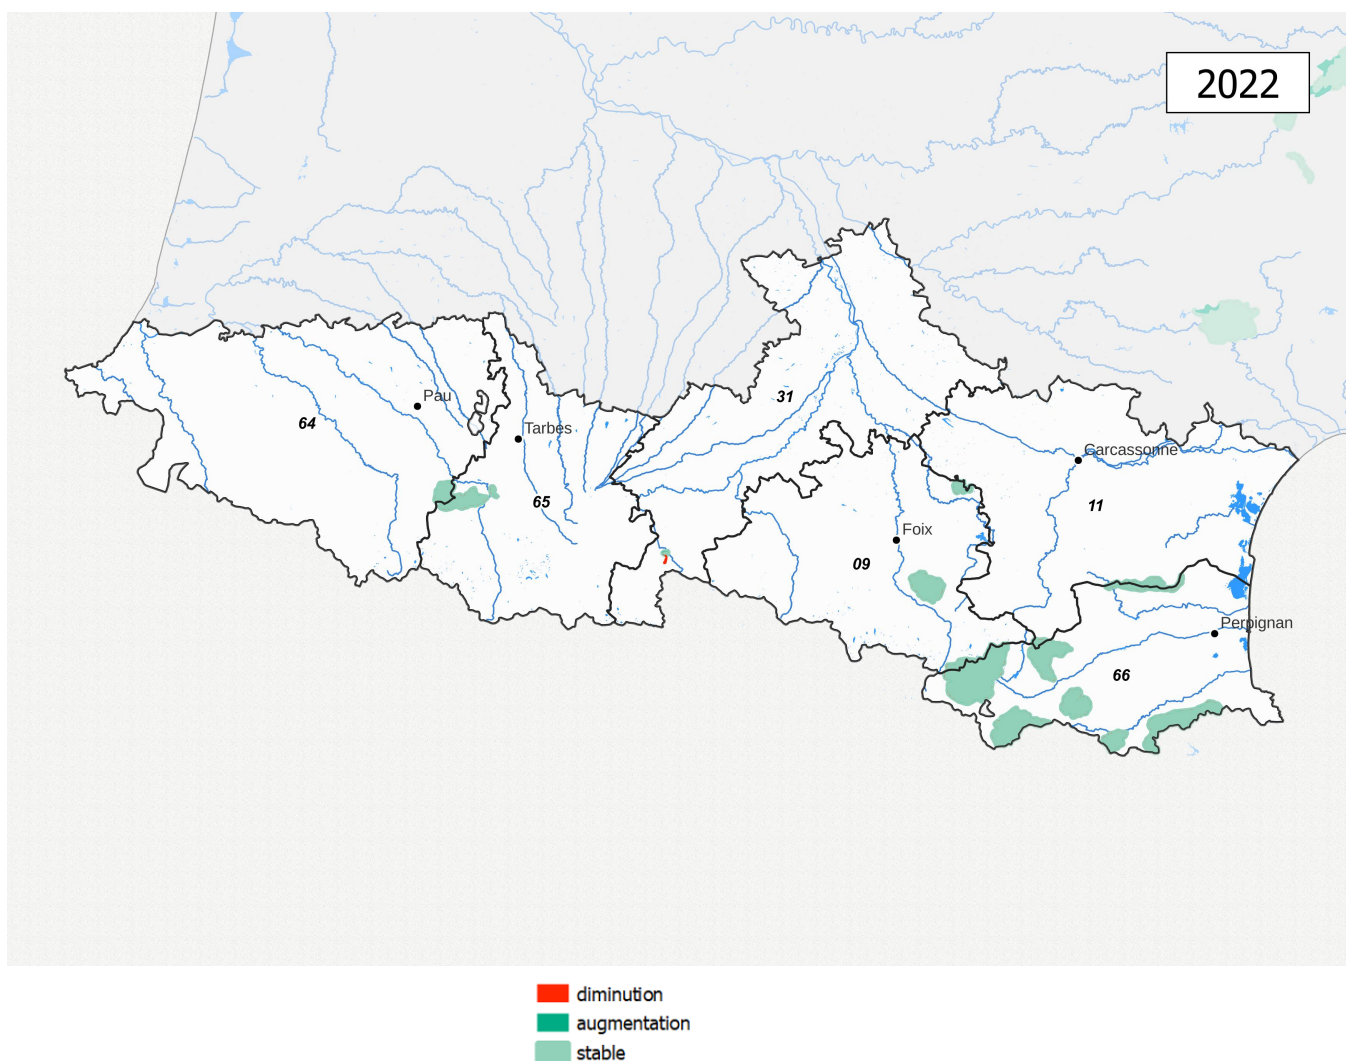 2022
31
Pau
64
Tarbes
Carcassonne
65
11
Foix
09
Perpignan
66
diminution
augmentation
stable